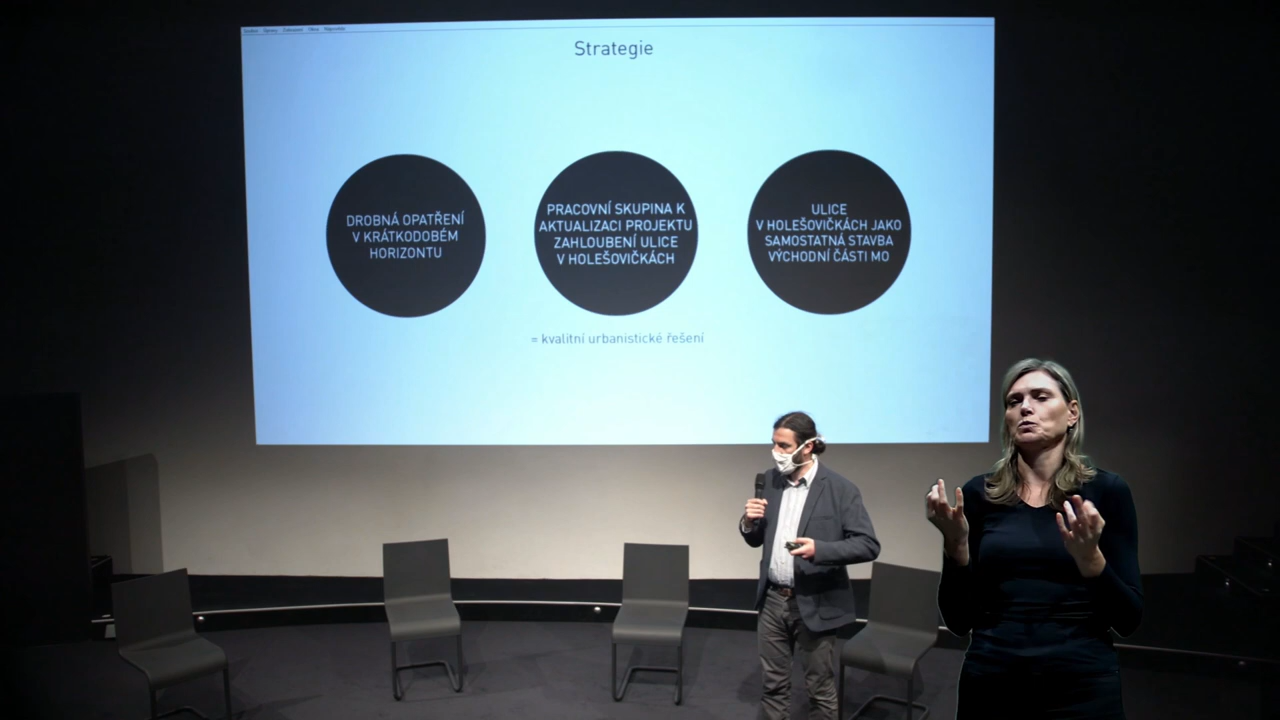 Strategie
DROBNÁ OPATŘENÍ
V KRÁTKODOBÉM
HORIZONTU
PRACOVNÍ SKUPINA K
AKTUALIZACI PROJEKTU
ZAHLOUBENÍ ULICE
V HOLEŠOVIČKÁCH
ULICE
V HOLEŠOVIČKÁCH JAKO
SAMOSTATNÁ STAVBA
VÝCHODNÍ ČÁSTI MO
= kvalitní urbanistické řešení